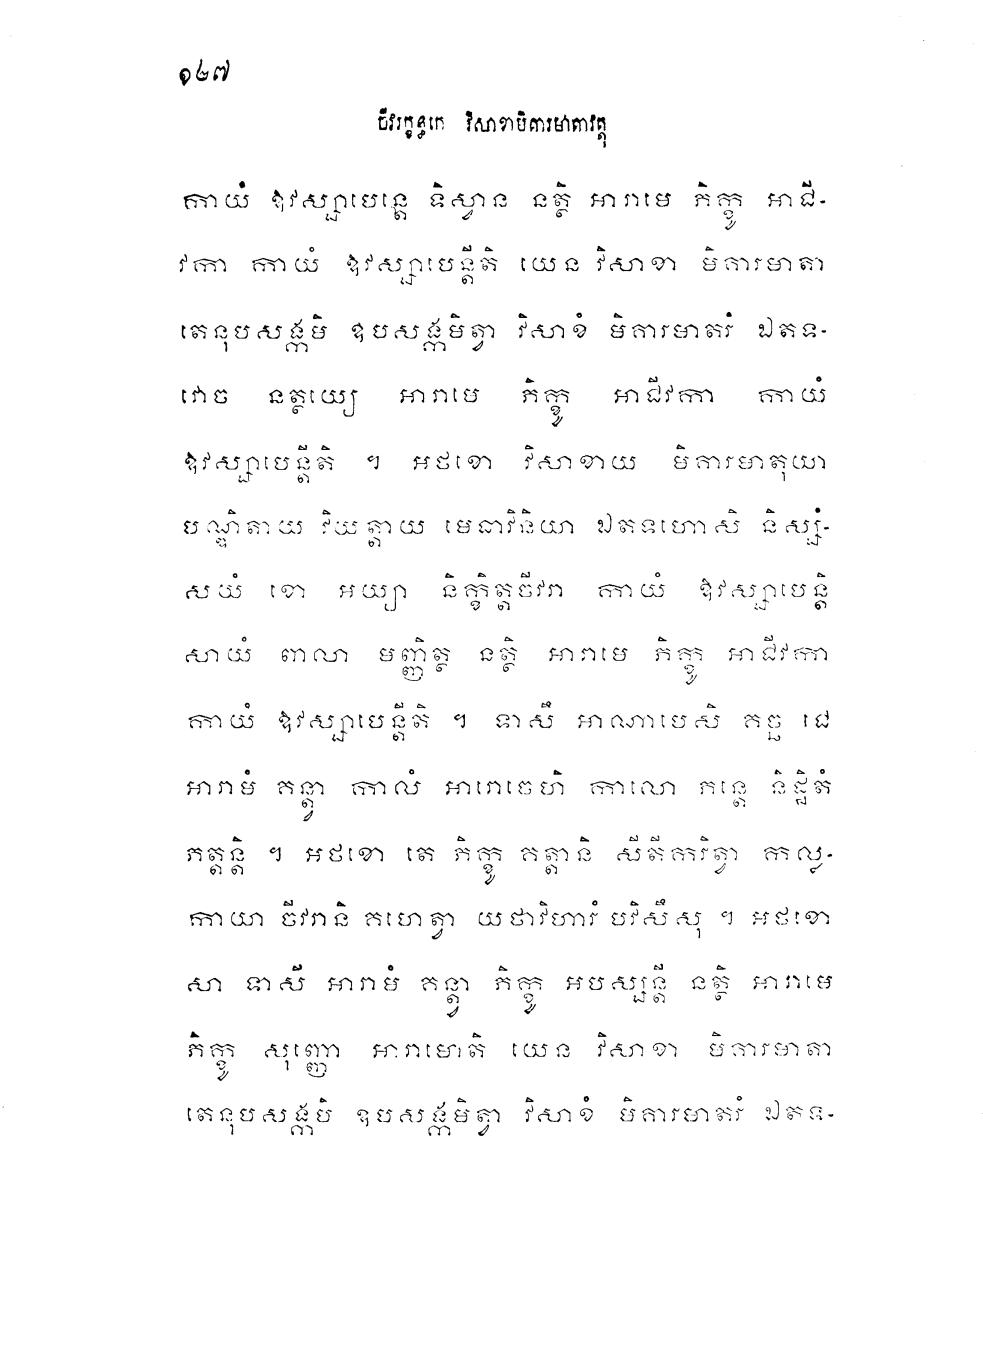 ១២៧
ចីវរក្ខន្ធកេ វិសាខាមិគារមាតាវត្ថុ
កាយំ ឱវស្សាបេន្តេ ទិស្វាន នត្ថិ អារាមេ ភិក្ខូ អាជី-
វកា កាយំ ឱវស្សាបេន្តីតិ យេន វិសាខា មិគារមាតា
តេនុបសង្កមិ ឧបសង្កមិត្វា វិសាខំ មិគារមាតរំ ឯតទ-
វោច នត្ថយ្យេ អារាមេ ភិក្ខូ អាជីវកា កាយំ
ឱវស្សាបេន្តីតិ ។ អថខោ វិសាខាយ មិគារមាតុយា
បណ្ឌិតាយ វិយត្តាយ មេធាវិនិយា ឯតទហោសិ និស្សំ-
សយំ ខោ អយ្យា និក្ខិត្តចីវរា កាយំ ឱវស្សាបេន្តិ
សាយំ ពាលា មញ្ញិត្ថ នត្ថិ អារាមេ ភិក្ខូ អាជីវកា
កាយំ ឱវស្សាបេន្តីតិ ។ ទាសឹ អាណាបេសិ គច្ឆ ជេ
អារាមំ គន្ត្វា កាលំ អារោចេហិ កាលោ ភន្តេ និដ្ឋិតំ
ភត្តន្តិ ។ អថខោ តេ ភិក្ខូ គត្តានិ សីតីករិត្វា កល្ល-
កាយា ចីវរានិ គហេត្វា យថាវិហារំ បវិសឹសុ ។ អថខោ
សា ទាសី អារាមំ គន្ត្វា ភិក្ខូ អបស្សន្តី នត្ថិ អារាមេ
ភិក្ខូ សុញ្ញោ អារាមោតិ យេន វិសាខា មិគារមាតា
តេនុបសង្កមិ ឧបសង្កមិត្វា វិសាខំ មិគារមាតរំ ឯតទ-